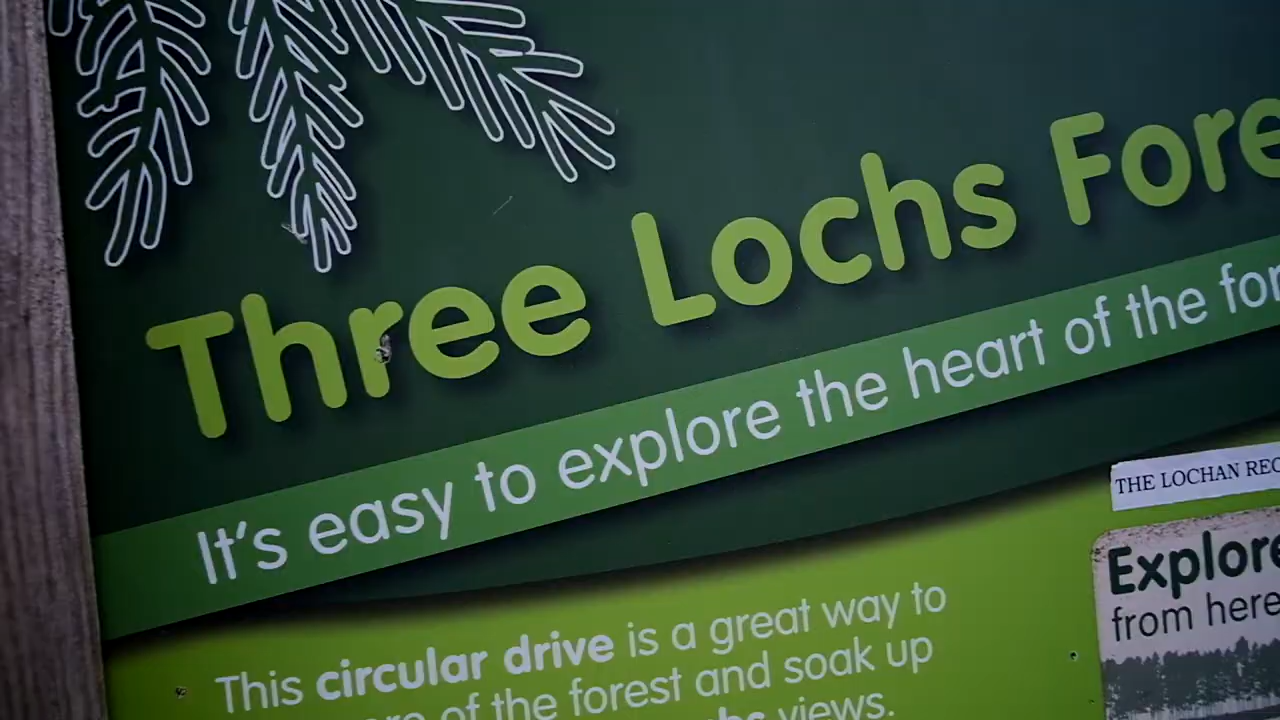 Three Lochs Fore
It's easy to explore the heart of the for
THE LOCHAN REC
Explore
from here
This circular drive is a great way to
of the forest and soak up
views.